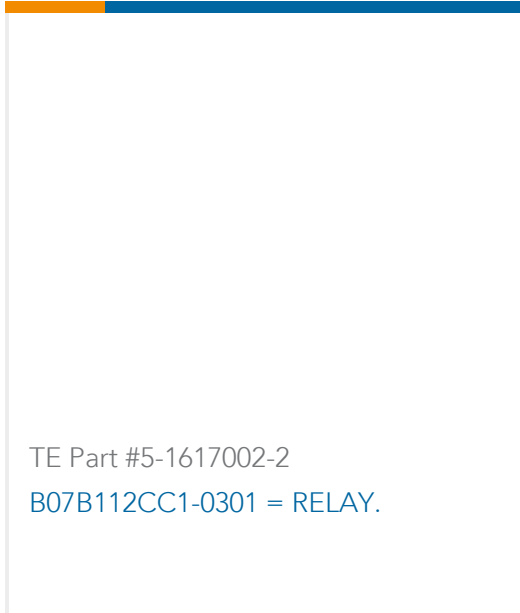 TE Part #5-1617002-2
B07B112CC1-0301 = RELAY.